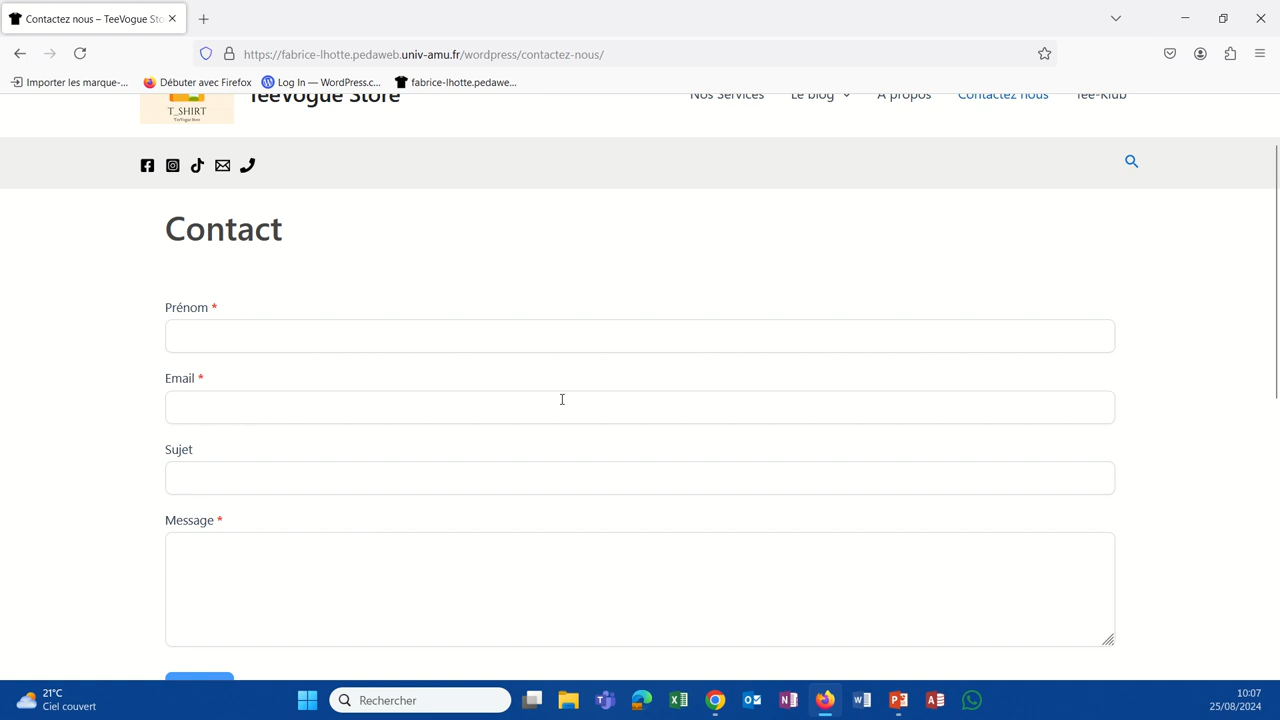 Contactez nous – TeeVogue Sto
https://fabrice-lhotte.pedaweb.univ-amu.fr/wordpress/contactez-nous/
Importer les marque-... Débuter avec Firefox Log In — WordPress.c... fabrice-lhotte.pedawe...
T_SHIRT
TeeVogue Store
TeeVogue Store Nos Services Le blog A propos Contactez nous Tee-Klub
Contact
Prénom *
Email *
Sujet
Message *
21°C
Ciel couvert
Rechercher
10:07
25/08/2024